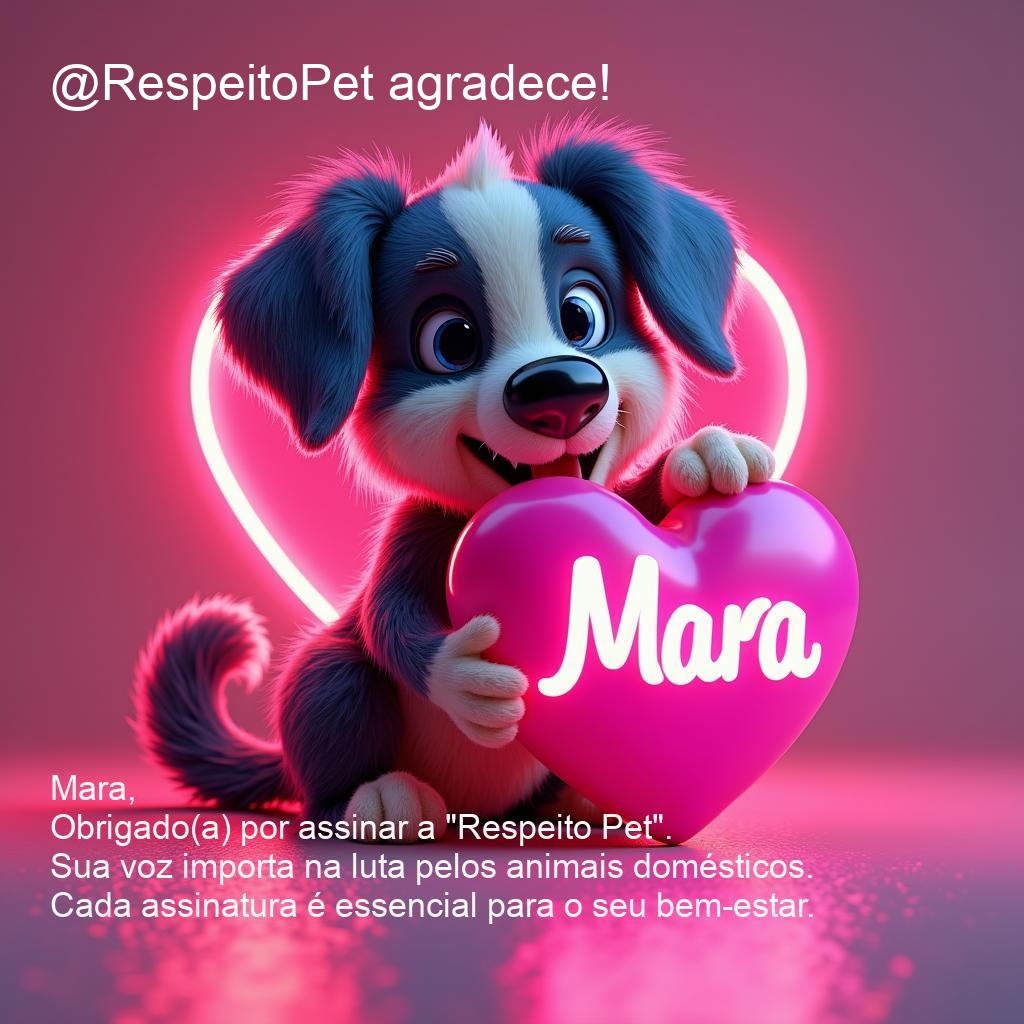 @RespeitoPet agradece!
Mara
Mara,
Obrigado(a) por assinar a "Respeito Pet".
Sua voz importa na luta pelos animais domésticos.
Cada assinatura é essencial para o seu bem-estar.